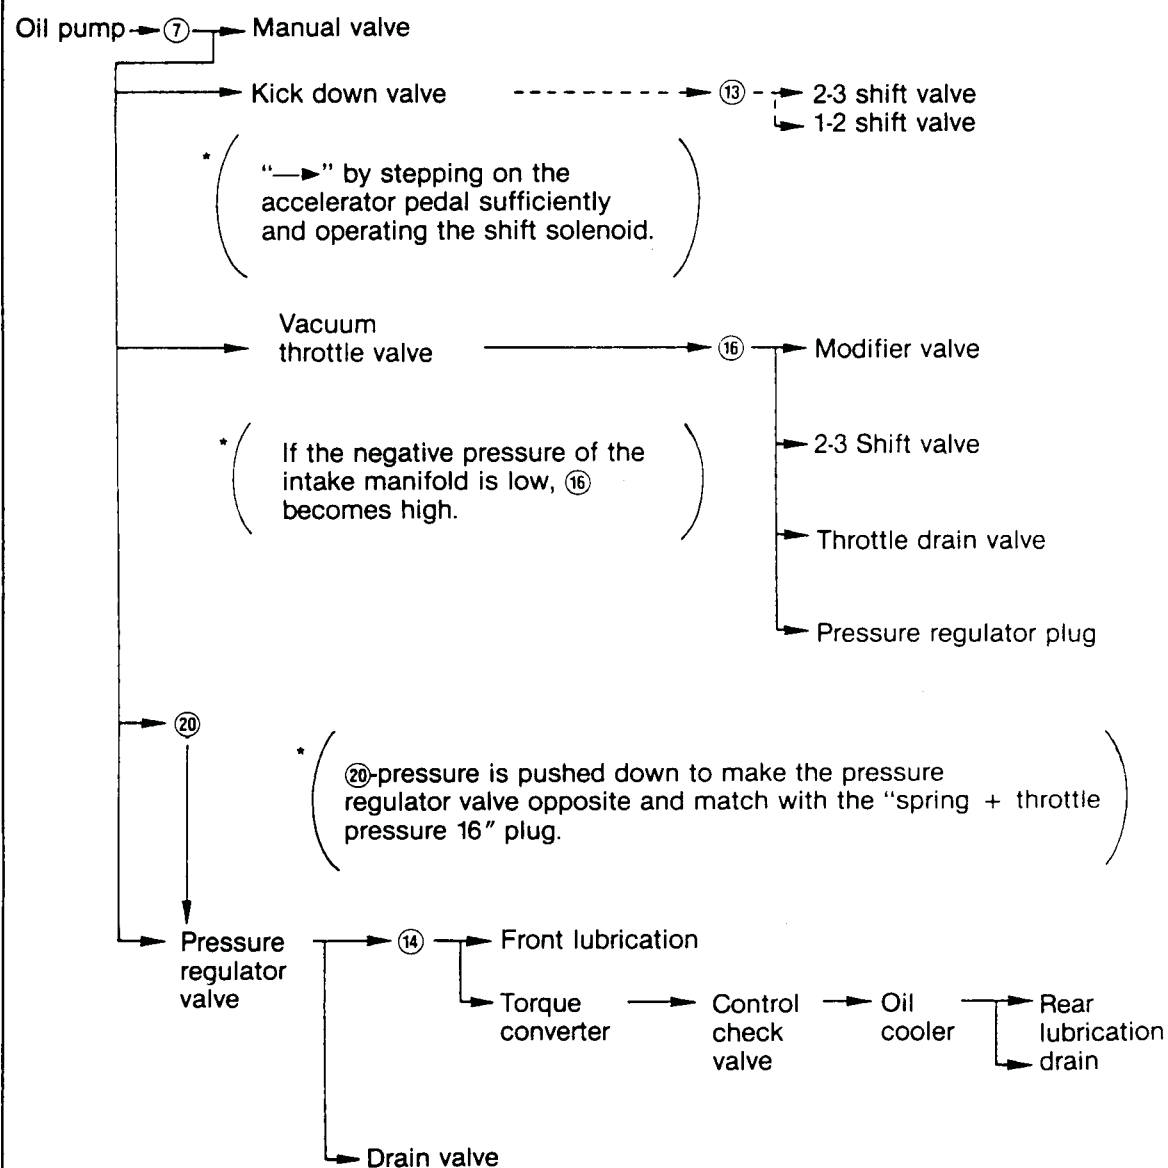 Oil pump ⑦ Manual valve
Kick down valve ⑬ 2-3 shift valve
1-2 shift valve
* "—►" by stepping on the
accelerator pedal sufficiently
and operating the shift solenoid.
Vacuum
throttle valve ⑯ Modifier valve
* If the negative pressure of the
intake manifold is low, ⑯
becomes high.
2-3 Shift valve
Throttle drain valve
Pressure regulator plug
⑳
* ⑳-pressure is pushed down to make the pressure
regulator valve opposite and match with the "spring + throttle
pressure 16" plug.
Pressure
regulator
valve
⑭ Front lubrication
Torque
converter
Control
check
valve
Oil
cooler
Rear
lubrication
drain
Drain valve